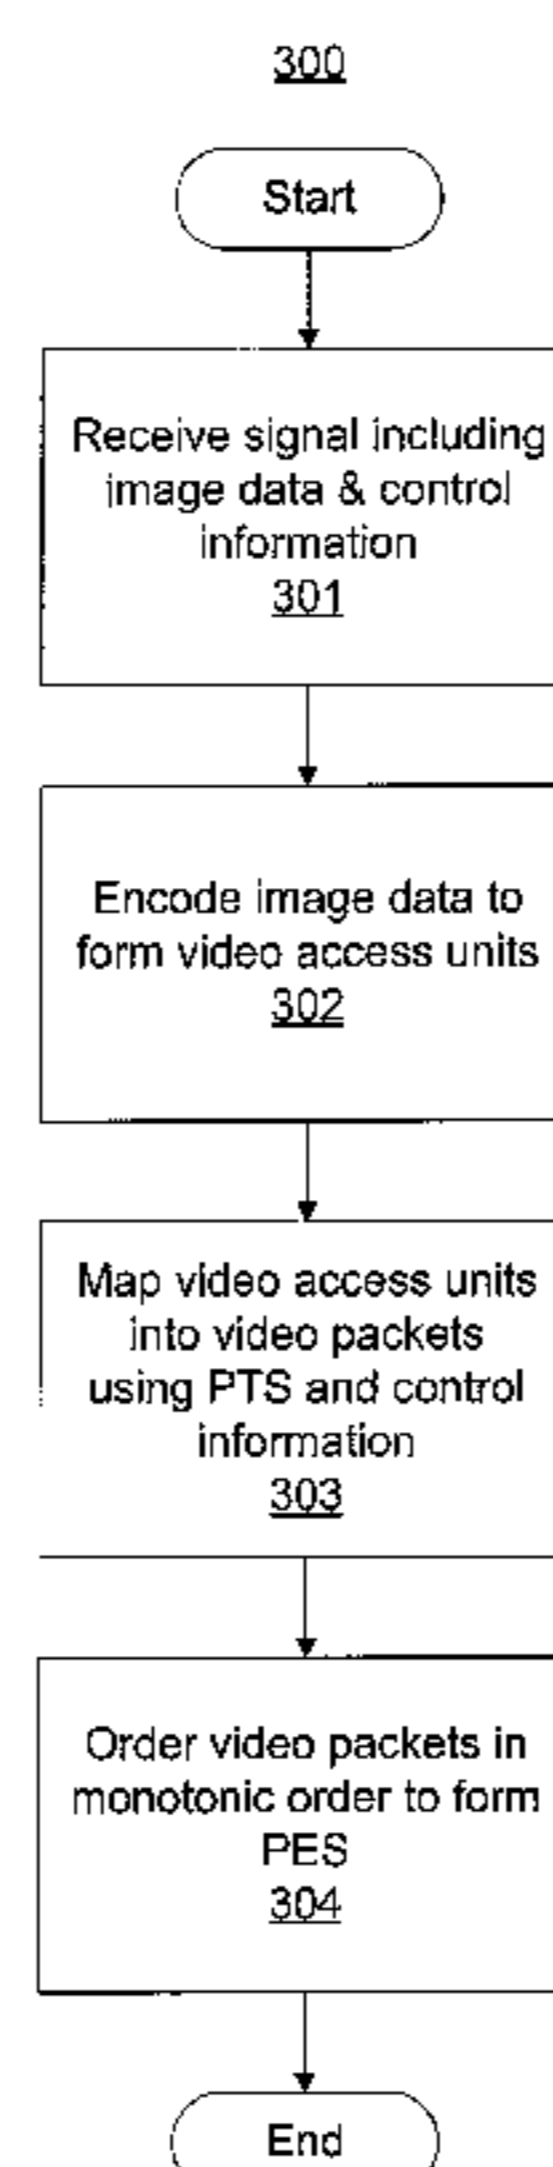 300
Start
Receive signal including
image data & control
information
301
Encode image data to
form video access units
302
Map video access units
into video packets
using PTS and control
information
303
Order video packets in
monotonic order to form
PES
304
End